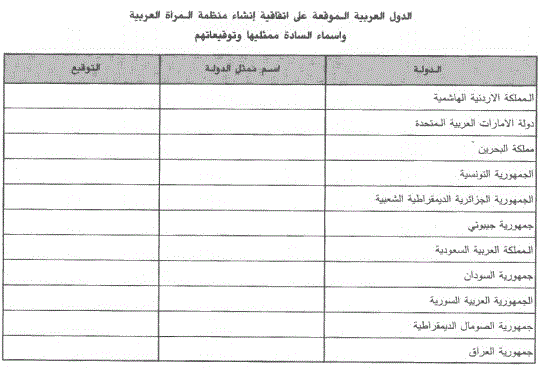 الدول العربية الموقعة على اتفاقية إنشاء منظمة المرأة العربية
واسماء السادة ممثليها وتوقيعاتهم
الدولة اسم ممثل الدولة التوقيع
المملكة الاردنية الهاشمية
دولة الامارات العربية المتحدة
مملكة البحرين
الجمهورية التونسية
الجمهورية الجزائرية الديمقراطية الشعبية
جمهورية جيبوتي
المملكة العربية السعودية
جمهورية السودان
الجمهورية العربية السورية
جمهورية الصومال الديمقراطية
جمهورية العراق